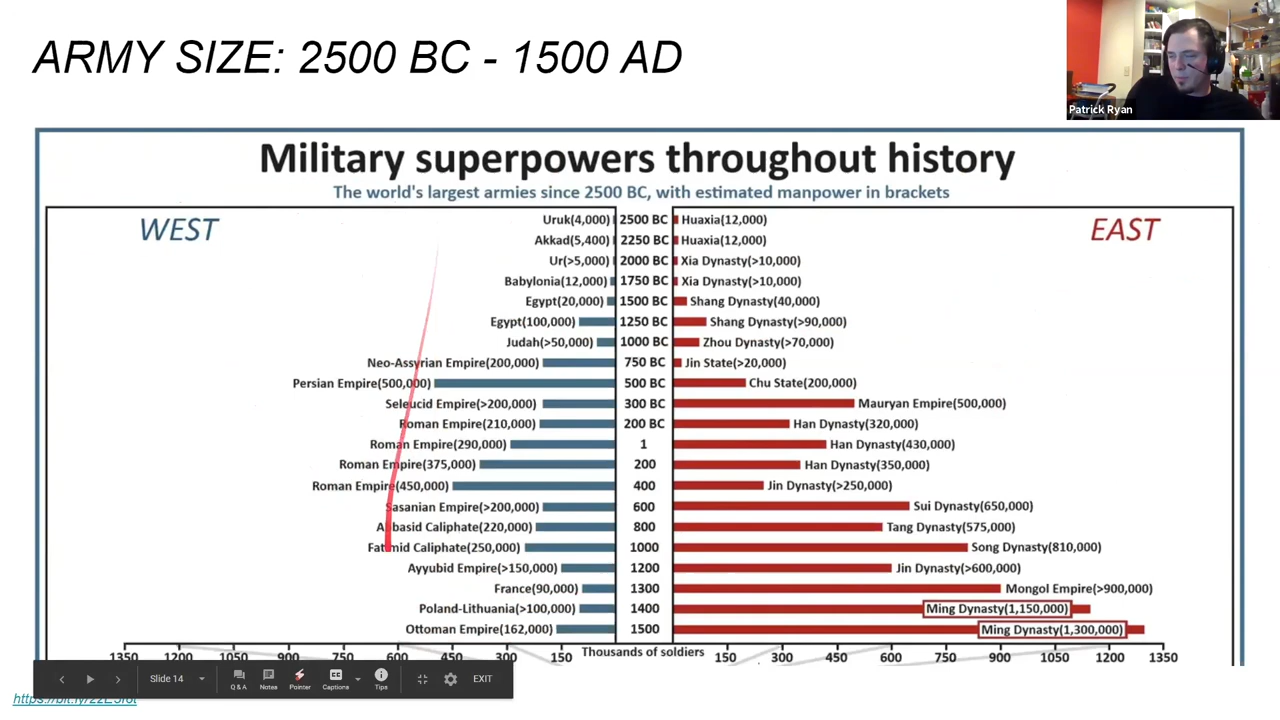 ARMY SIZE: 2500 BC - 1500 AD
Patrick Ryan
Military superpowers throughout history
The world's largest armies since 2500 BC, with estimated manpower in brackets
WEST
EAST
Uruk(4,000) 2500 BC Huaxia(12,000)
Akkad(5,400) 2250 BC Huaxia(12,000)
Ur(>5,000) 2000 BC Xia Dynasty(>10,000)
Babylonia(12,000) 1750 BC Xia Dynasty(>10,000)
Egypt(20,000) 1500 BC Shang Dynasty(40,000)
Egypt(100,000) 1250 BC Shang Dynasty(>90,000)
Judah(>50,000) 1000 BC Zhou Dynasty(>70,000)
Neo-Assyrian Empire(200,000) 750 BC Jin State(>20,000)
Persian Empire(500,000) 500 BC Chu State(200,000)
Seleucid Empire(>200,000) 300 BC Mauryan Empire(500,000)
Roman Empire(210,000) 200 BC Han Dynasty(320,000)
Roman Empire(290,000) 1 Han Dynasty(430,000)
Roman Empire(375,000) 200 Han Dynasty(350,000)
Roman Empire(450,000) 400 Jin Dynasty(>250,000)
Sasanian Empire(>200,000) 600 Sui Dynasty(650,000)
Abbasid Caliphate(220,000) 800 Tang Dynasty(575,000)
Fatimid Caliphate(250,000) 1000 Song Dynasty(810,000)
Ayyubid Empire(>150,000) 1200 Jin Dynasty(>600,000)
France(90,000) 1300 Mongol Empire(>900,000)
Poland-Lithuania(>100,000) 1400 Ming Dynasty(1,150,000)
Ottoman Empire(162,000) 1500 Ming Dynasty(1,300,000)
1350 1200 1050 900 750 600 450 300 150 Thousands of soldiers 150 300 450 600 750 900 1050 1200 1350
Slide 14 Q & A Notes Pointer Captions Tips EXIT